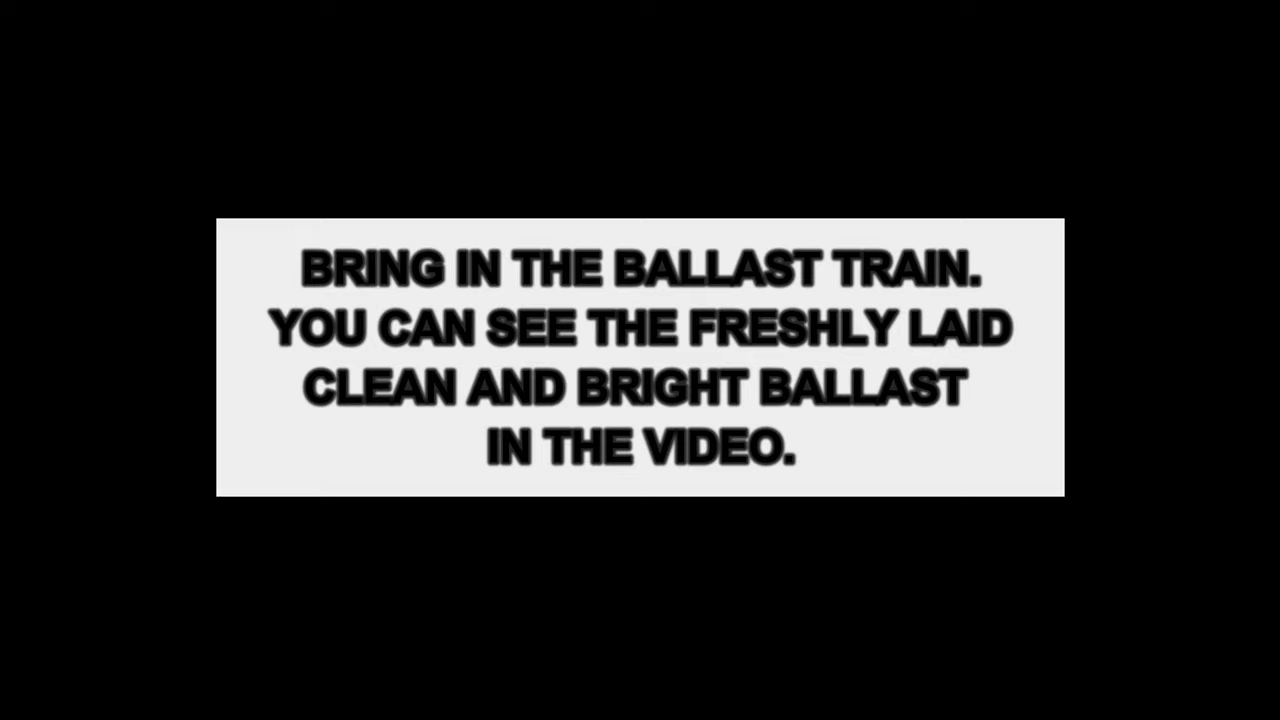 BRING IN THE BALLAST TRAIN.
YOU CAN SEE THE FRESHLY LAID
CLEAN AND BRIGHT BALLAST
IN THE VIDEO.